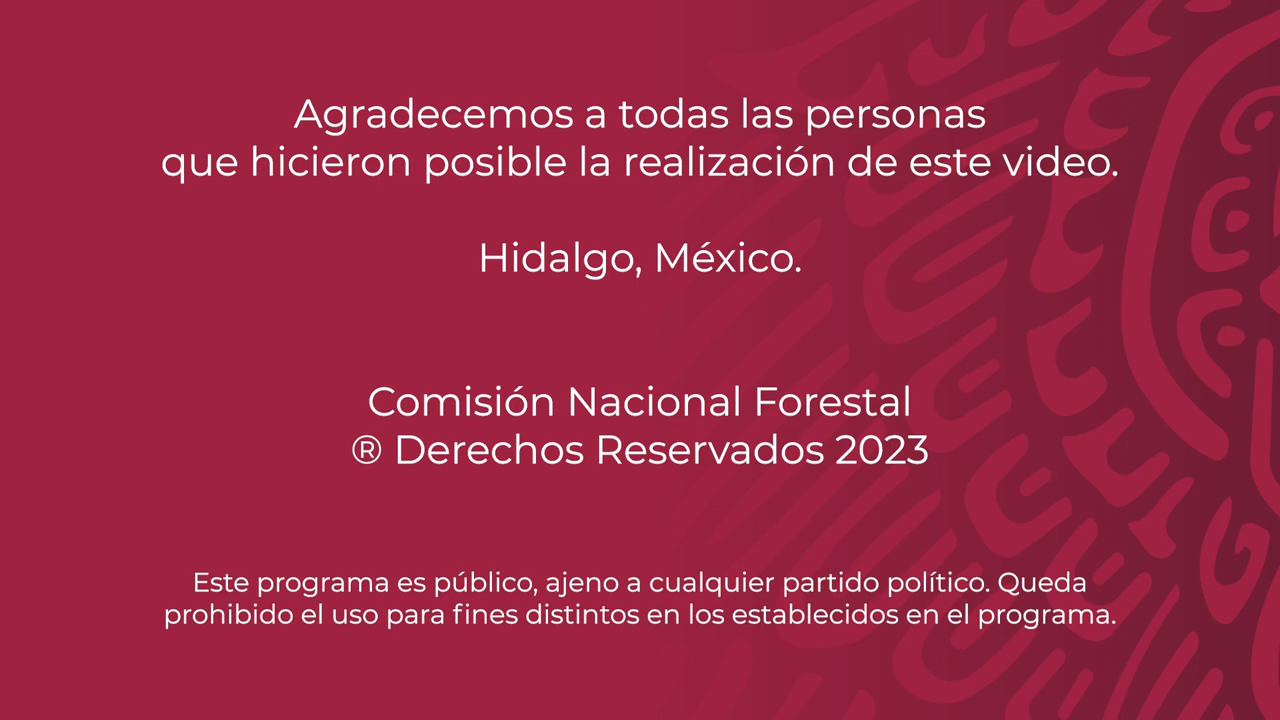 Agradecemos a todas las personas
que hicieron posible la realización de este video.
Hidalgo, México.
Comisión Nacional Forestal
® Derechos Reservados 2023
Este programa es público, ajeno a cualquier partido político. Queda
prohibido el uso para fines distintos en los establecidos en el programa.